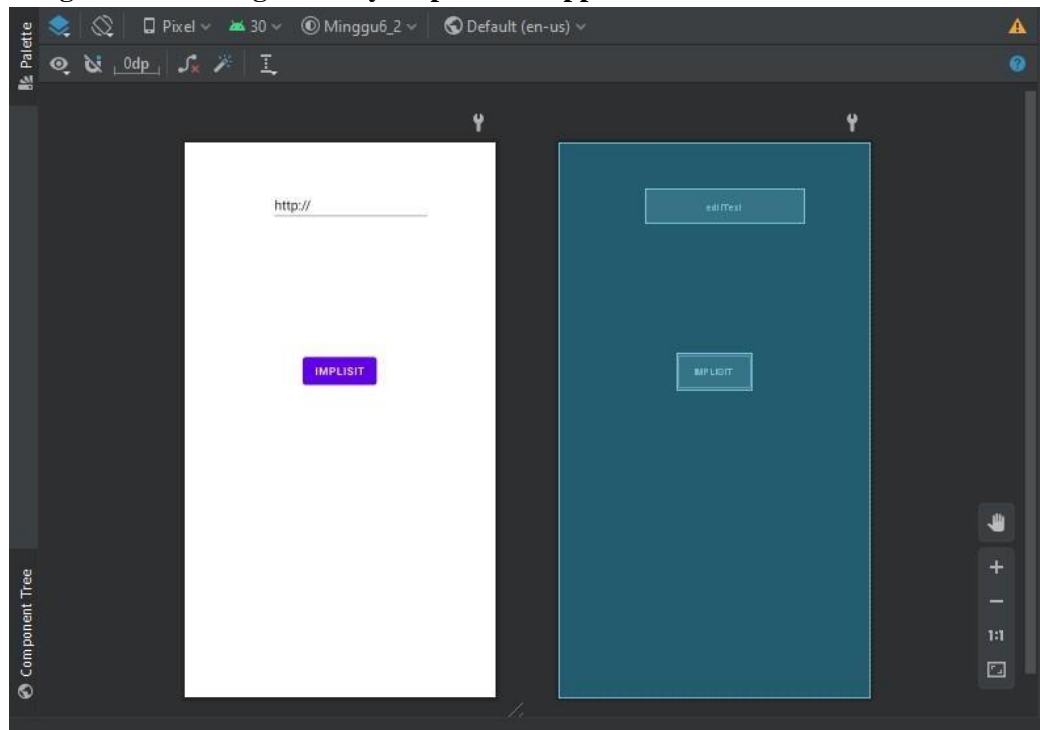 Palette
Pixel 30 Minggu6_2 Default (en-us)
0dp
http://
editText
IMPLISIT
IMPLISIT
1:1
Component Tree